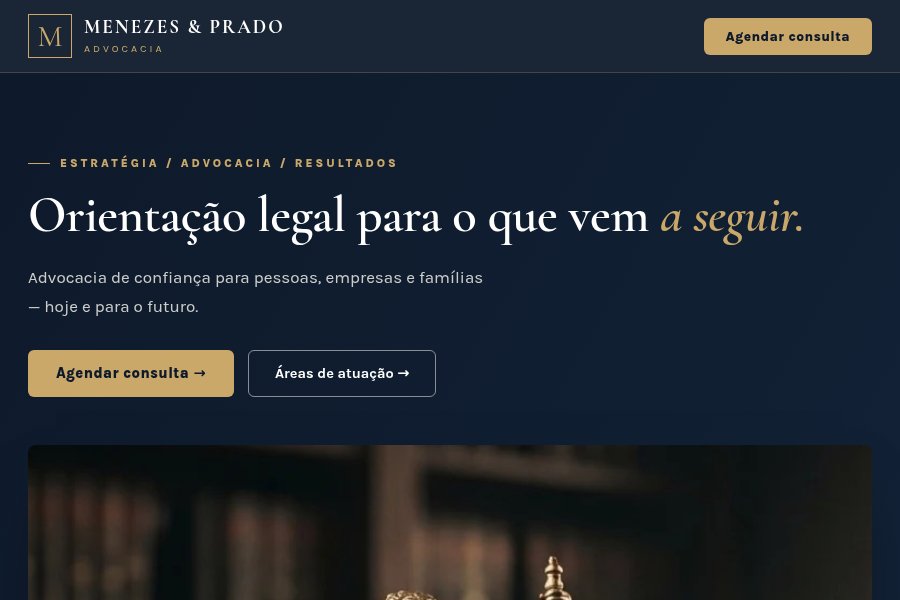 M
MENEZES & PRADO
ADVOCACIA
Agendar consulta
ESTRATÉGIA / ADVOCACIA / RESULTADOS
Orientação legal para o que vem a seguir.
Advocacia de confiança para pessoas, empresas e famílias
— hoje e para o futuro.
Agendar consulta →
Áreas de atuação →